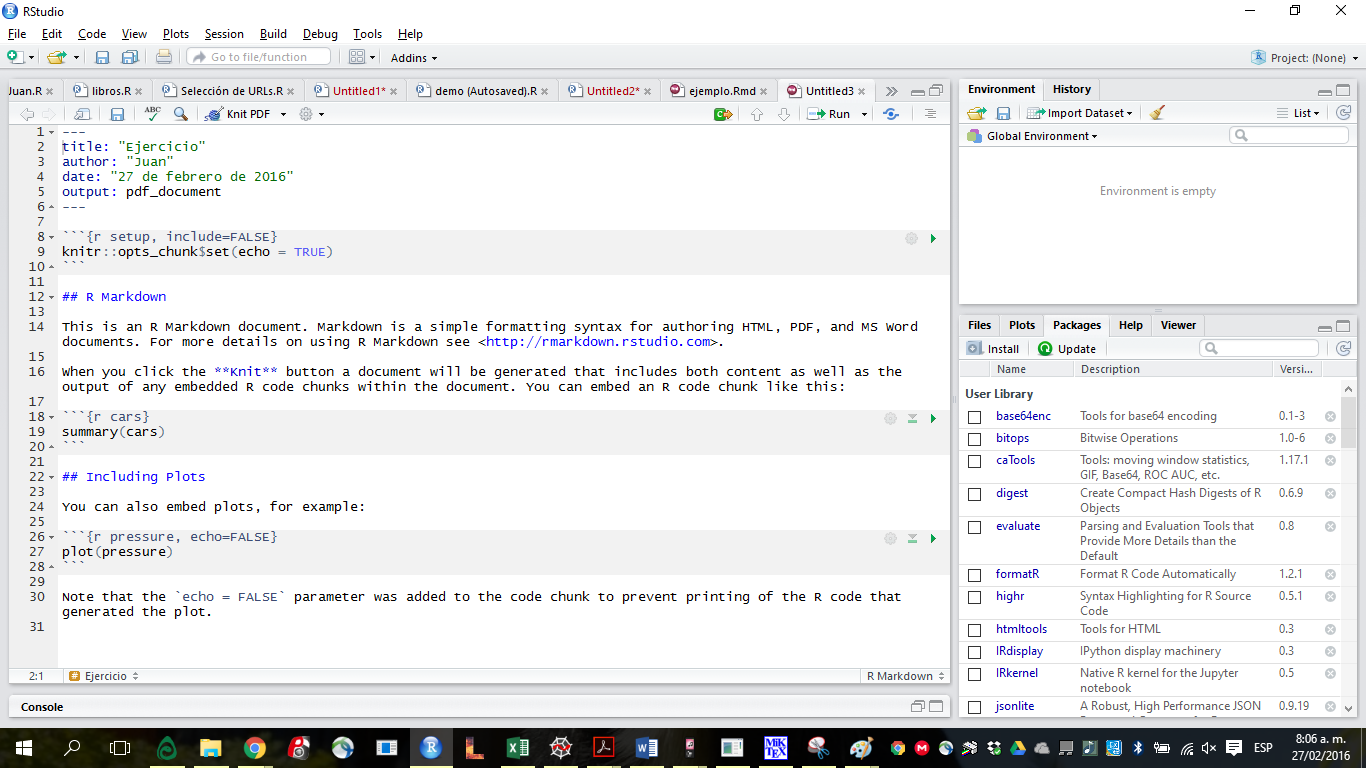 RStudio
File Edit Code View Plots Session Build Debug Tools Help
Go to file/function Addins Project: (None)
Juan.R libros.R Selección de URLs.R Untitled1* demo (Autosaved).R Untitled2* ejemplo.Rmd Untitled3
ABC Knit PDF Run
1 ---
2 title: "Ejercicio"
3 author: "Juan"
4 date: "27 de febrero de 2016"
5 output: pdf_document
6 ---
7
8 ```{r setup, include=FALSE}
9 knitr::opts_chunk$set(echo = TRUE)
10 ```
11
12 ## R Markdown
13
14 This is an R Markdown document. Markdown is a simple formatting syntax for authoring HTML, PDF, and MS Word
documents. For more details on using R Markdown see <http://rmarkdown.rstudio.com>.
15
16 When you click the **Knit** button a document will be generated that includes both content as well as the
output of any embedded R code chunks within the document. You can embed an R code chunk like this:
17
18 ```{r cars}
19 summary(cars)
20 ```
21
22 ## Including Plots
23
24 You can also embed plots, for example:
25
26 ```{r pressure, echo=FALSE}
27 plot(pressure)
28 ```
29
30 Note that the `echo = FALSE` parameter was added to the code chunk to prevent printing of the R code that
generated the plot.
31
2:1 Ejercicio R Markdown
Console
Environment History
Import Dataset List
Global Environment
Environment is empty
Files Plots Packages Help Viewer
Install Update
Name Description Versi...
User Library
base64enc Tools for base64 encoding 0.1-3
bitops Bitwise Operations 1.0-6
caTools Tools: moving window statistics, 1.17.1
GIF, Base64, ROC AUC, etc.
digest Create Compact Hash Digests of R 0.6.9
Objects
evaluate Parsing and Evaluation Tools that 0.8
Provide More Details than the
Default
formatR Format R Code Automatically 1.2.1
highr Syntax Highlighting for R Source 0.5.1
Code
htmltools Tools for HTML 0.3
IRdisplay IPython display machinery 0.3
IRkernel Native R kernel for the Jupyter 0.5
notebook
jsonlite A Robust, High Performance JSON 0.9.19
MiK
TEX
ESP
8:06 a. m.
27/02/2016